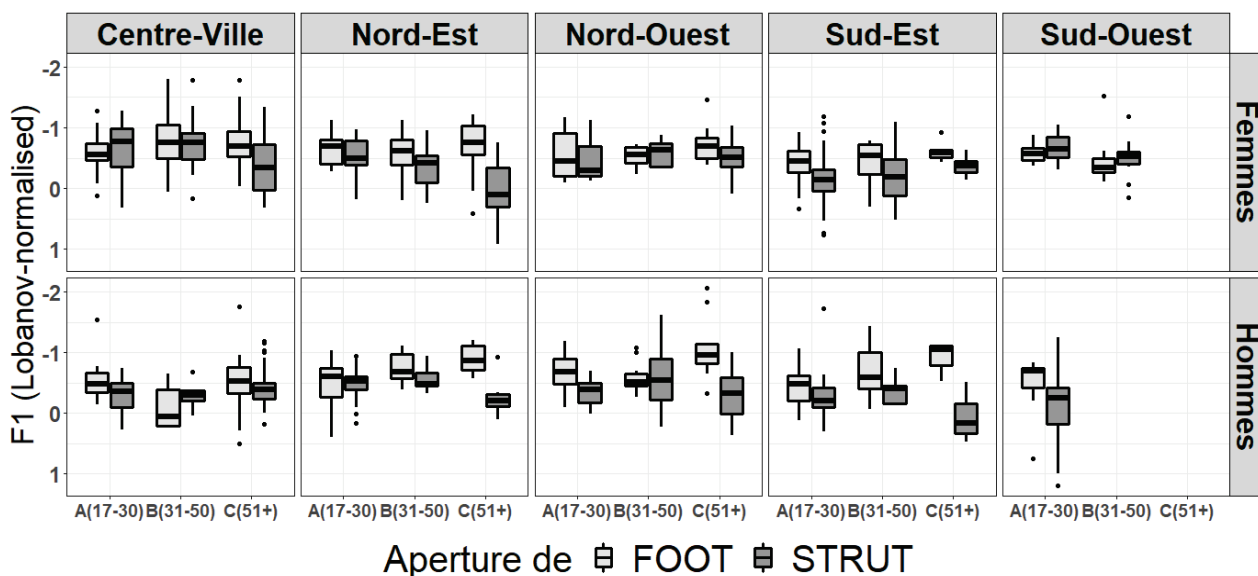 Centre-Ville Nord-Est Nord-Ouest Sud-Est Sud-Ouest
F1 (Lobanov-normalised)
-2
-1
0
1
Femmes
-2
-1
0
1
Hommes
A(17-30) B(31-50) C(51+) A(17-30) B(31-50) C(51+) A(17-30) B(31-50) C(51+) A(17-30) B(31-50) C(51+) A(17-30) B(31-50) C(51+)
Aperture de FOOT STRUT